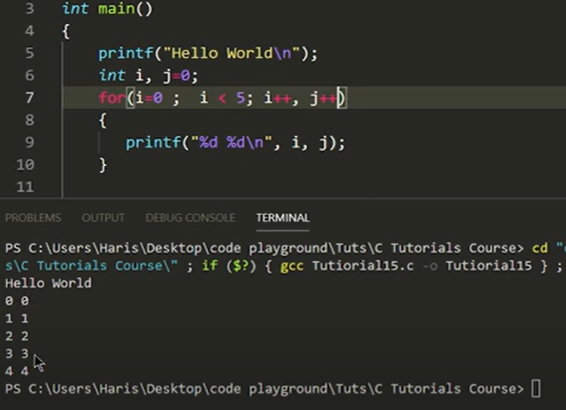 3 int main()
4 {
5 printf("Hello World\n");
6 int i, j=0;
7 for(i=0 ; i < 5; i++, j++)
8 {
9 printf("%d %d\n", i, j);
10 }
11
PROBLEMS OUTPUT DEBUG CONSOLE TERMINAL
PS C:\Users\Haris\Desktop\code playground\Tuts\C Tutorials Course> cd "
s\C Tutorials Course\" ; if ($?) { gcc Tutiorial15.c -o Tutiorial15 } ;
Hello World
0 0
1 1
2 2
3 3
4 4
PS C:\Users\Haris\Desktop\code playground\Tuts\C Tutorials Course>